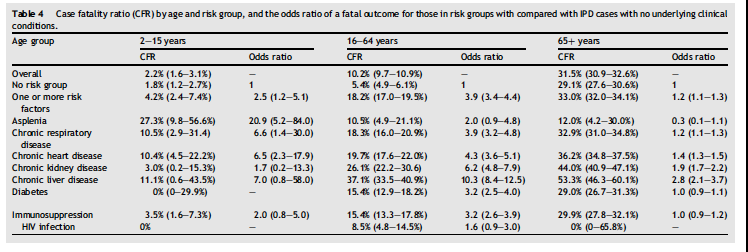 Table 4 Case fatality ratio (CFR) by age and risk group, and the odds ratio of a fatal outcome for those in risk groups with compared with IPD cases with no underlying clinical
conditions.
Age group 2–15 years 16–64 years 65+ years
CFR Odds ratio CFR Odds ratio CFR Odds ratio
Overall 2.2% (1.6–3.1%) — 10.2% (9.7–10.9%) — 31.5% (30.9–32.6%) —
No risk group 1.8% (1.2–2.7%) 1 5.4% (4.9–6.1%) 1 29.1% (27.6–30.6%) 1
One or more risk 4.2% (2.4–7.4%) 2.5 (1.2–5.1) 18.2% (17.0–19.5%) 3.9 (3.4–4.4) 33.0% (32.0–34.1%) 1.2 (1.1–1.3)
factors
Asplenia 27.3% (9.8–56.6%) 20.9 (5.2–84.0) 10.5% (4.9–21.1%) 2.0 (0.9–4.8) 12.0% (4.2–30.0%) 0.3 (0.1–1.1)
Chronic respiratory 10.5% (2.9–31.4) 6.6 (1.4–30.0) 18.3% (16.0–20.9%) 3.9 (3.2–4.8) 32.9% (31.0–34.8%) 1.2 (1.1–1.3)
disease
Chronic heart disease 10.4% (4.5–22.2%) 6.5 (2.3–17.9) 19.7% (17.6–22.0%) 4.3 (3.6–5.1) 36.2% (34.8–37.5%) 1.4 (1.3–1.5)
Chronic kidney disease 3.0% (0.2–15.3%) 1.7 (0.2–13.3) 26.1% (22.2–30.6) 6.2 (4.8–7.9) 44.0% (40.9–47.1%) 1.9 (1.7–2.2)
Chronic liver disease 11.1% (0.6–43.5%) 7.0 (0.8–58.0) 37.1% (33.5–40.9%) 10.3 (8.4–12.5) 53.3% (46.3–60.1%) 2.8 (2.1–3.7)
Diabetes 0% (0–29.9%) — 15.4% (12.9–18.2%) 3.2 (2.5–4.0) 29.0% (26.7–31.3%) 1.0 (0.9–1.1)
Immunosuppression 3.5% (1.6–7.3%) 2.0 (0.8–5.0) 15.4% (13.3–17.8%) 3.2 (2.6–3.9) 29.9% (27.8–32.1%) 1.0 (0.9–1.2)
HIV infection 0% — 8.5% (4.8–14.5%) 1.6 (0.9–3.0) 0% (0–65.8%) —